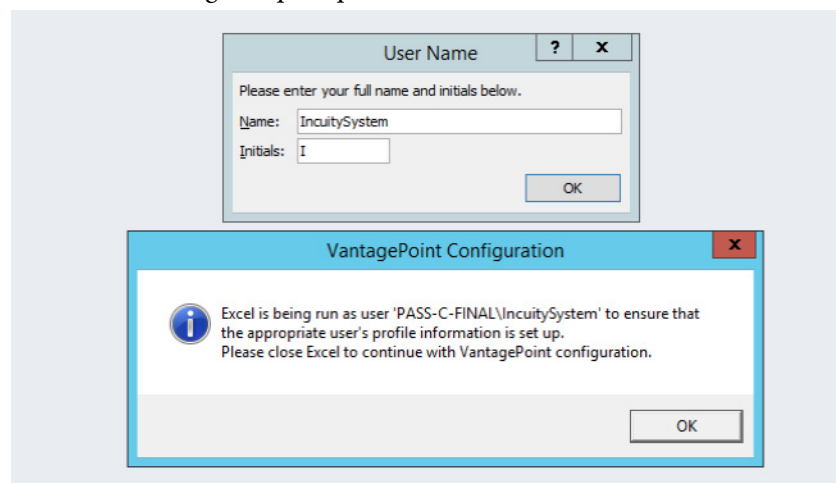 User Name
? x
Please enter your full name and initials below.
Name: IncuitySystem
Initials: I
OK
VantagePoint Configuration
x
Excel is being run as user 'PASS-C-FINAL\IncuitySystem' to ensure that
the appropriate user's profile information is set up.
Please close Excel to continue with VantagePoint configuration.
OK